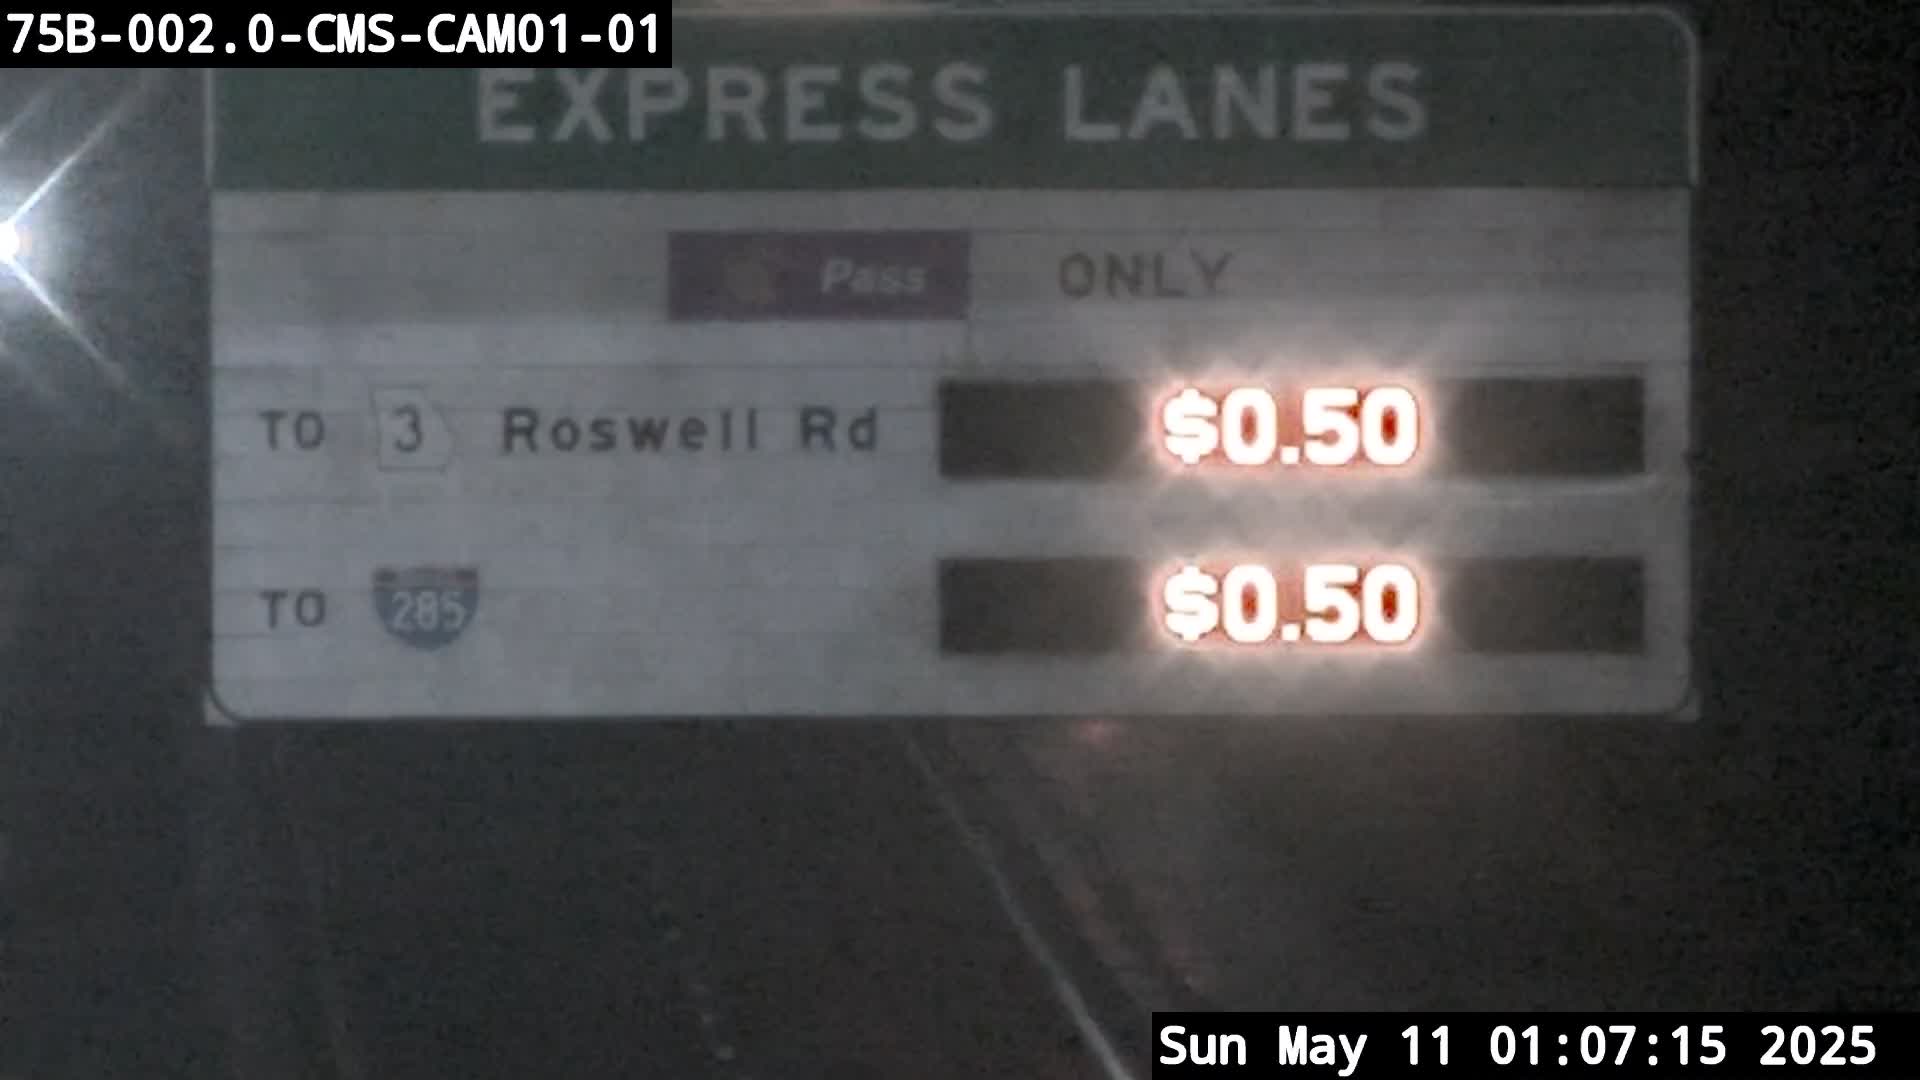 75B-002.0-CMS-CAM01-01
EXPRESS LANES
Pass ONLY
TO 3 Roswell Rd $0.50
TO 285 $0.50
Sun May 11 01:07:15 2025